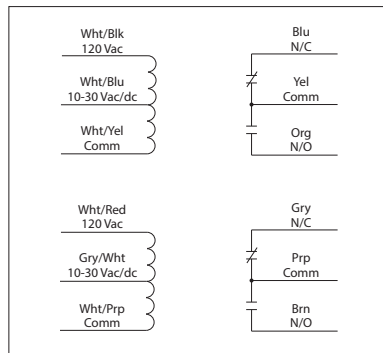 Wht/Blk
120 Vac
Wht/Blu
10-30 Vac/dc
Wht/Yel
Comm
Blu
N/C
Yel
Comm
Org
N/O
Wht/Red
120 Vac
Gry/Wht
10-30 Vac/dc
Wht/Prp
Comm
Gry
N/C
Prp
Comm
Brn
N/O